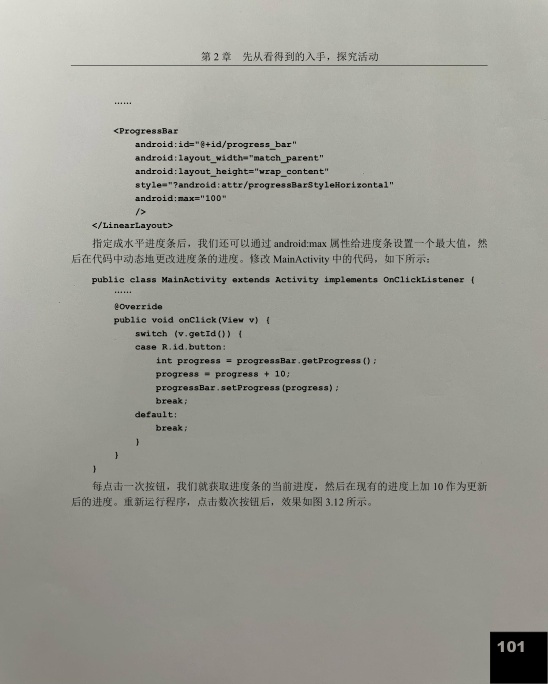 第 2 章　先从看得到的入手，探究活动
……
<ProgressBar
android:id="@+id/progress_bar"
android:layout_width="match_parent"
android:layout_height="wrap_content"
style="?android:attr/progressBarStyleHorizontal"
android:max="100"
/>
</LinearLayout>
指定成水平进度条后，我们还可以通过 android:max 属性给进度条设置一个最大值，然
后在代码中动态地更改进度条的进度。修改 MainActivity 中的代码，如下所示：
public class MainActivity extends Activity implements OnClickListener {
……
@Override
public void onClick(View v) {
switch (v.getId()) {
case R.id.button:
int progress = progressBar.getProgress();
progress = progress + 10;
progressBar.setProgress(progress);
break;
default:
break;
}
}
}
每点击一次按钮，我们就获取进度条的当前进度，然后在现有的进度上加 10 作为更新
后的进度。重新运行程序，点击数次按钮后，效果如图 3.12 所示。
101